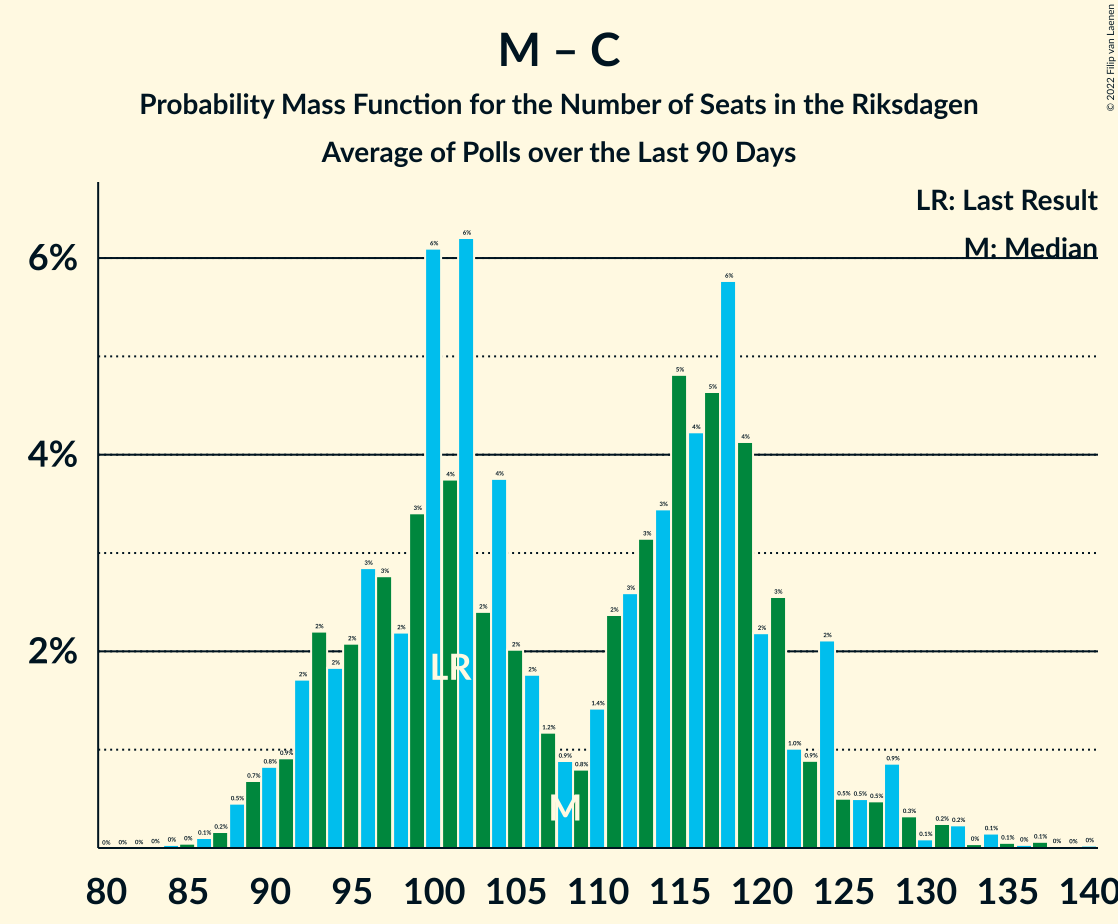 © 2022 Filip van Laenen
M – C
Probability Mass Function for the Number of Seats in the Riksdagen
Average of Polls over the Last 90 Days
LR: Last Result
M: Median
6%
4%
2%
0% 0% 0% 0% 0% 0% 0.1% 0.2% 0.5% 0.7% 0.8% 0.9% 2% 2% 2% 2% 3% 3% 2% 3% 6% 4% 6% 2% 4% 2% 2% 1.2% 0.9% 0.8% 1.4% 2% 3% 3% 3% 5% 4% 5% 6% 4% 2% 3% 1.0% 0.9% 2% 0.5% 0.5% 0.5% 0.9% 0.3% 0.1% 0.2% 0.2% 0% 0.1% 0.1% 0% 0.1% 0% 0% 0%
LR
M
80 85 90 95 100 105 110 115 120 125 130 135 140